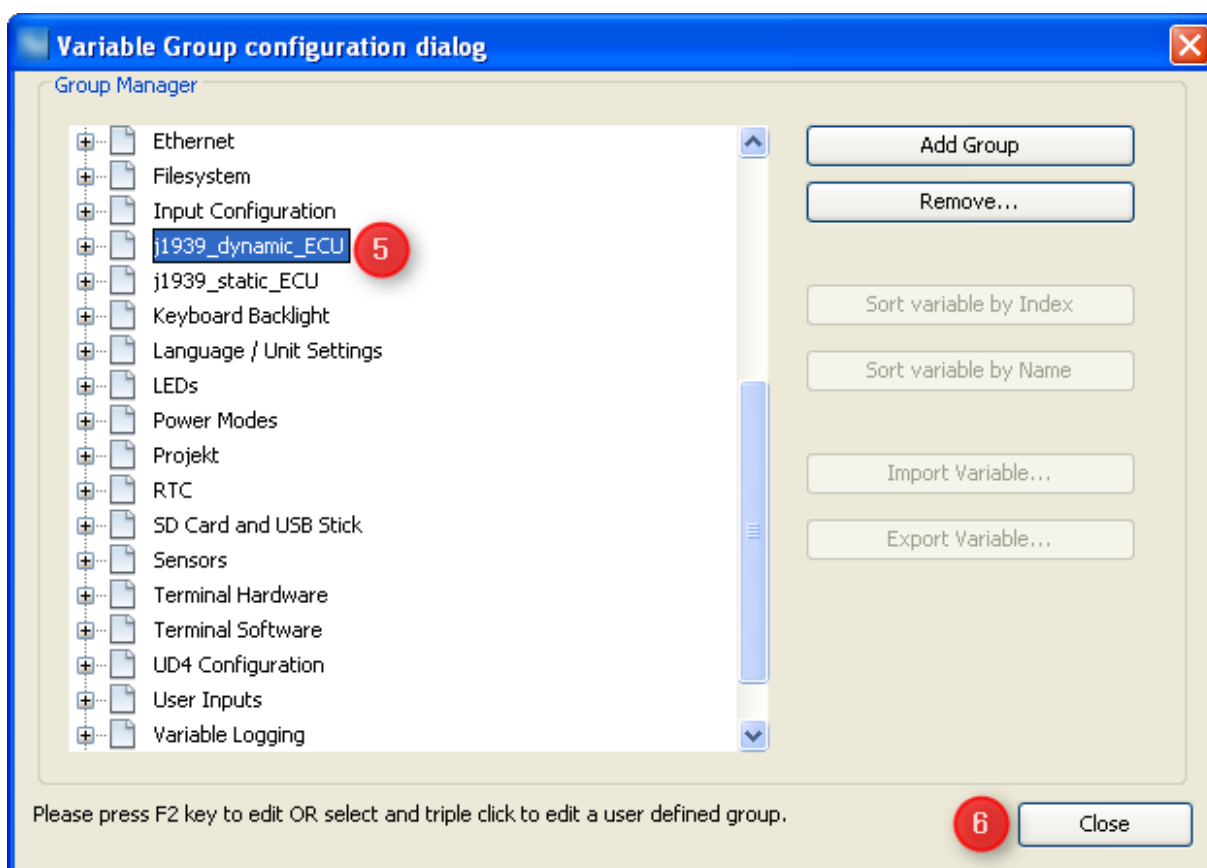 Variable Group configuration dialog
Group Manager
Ethernet
Filesystem
Input Configuration
j1939_dynamic_ECU
5
j1939_static_ECU
Keyboard Backlight
Language / Unit Settings
LEDs
Power Modes
Projekt
RTC
SD Card and USB Stick
Sensors
Terminal Hardware
Terminal Software
UD4 Configuration
User Inputs
Variable Logging
Add Group
Remove...
Sort variable by Index
Sort variable by Name
Import Variable...
Export Variable...
Please press F2 key to edit OR select and triple click to edit a user defined group.
6
Close